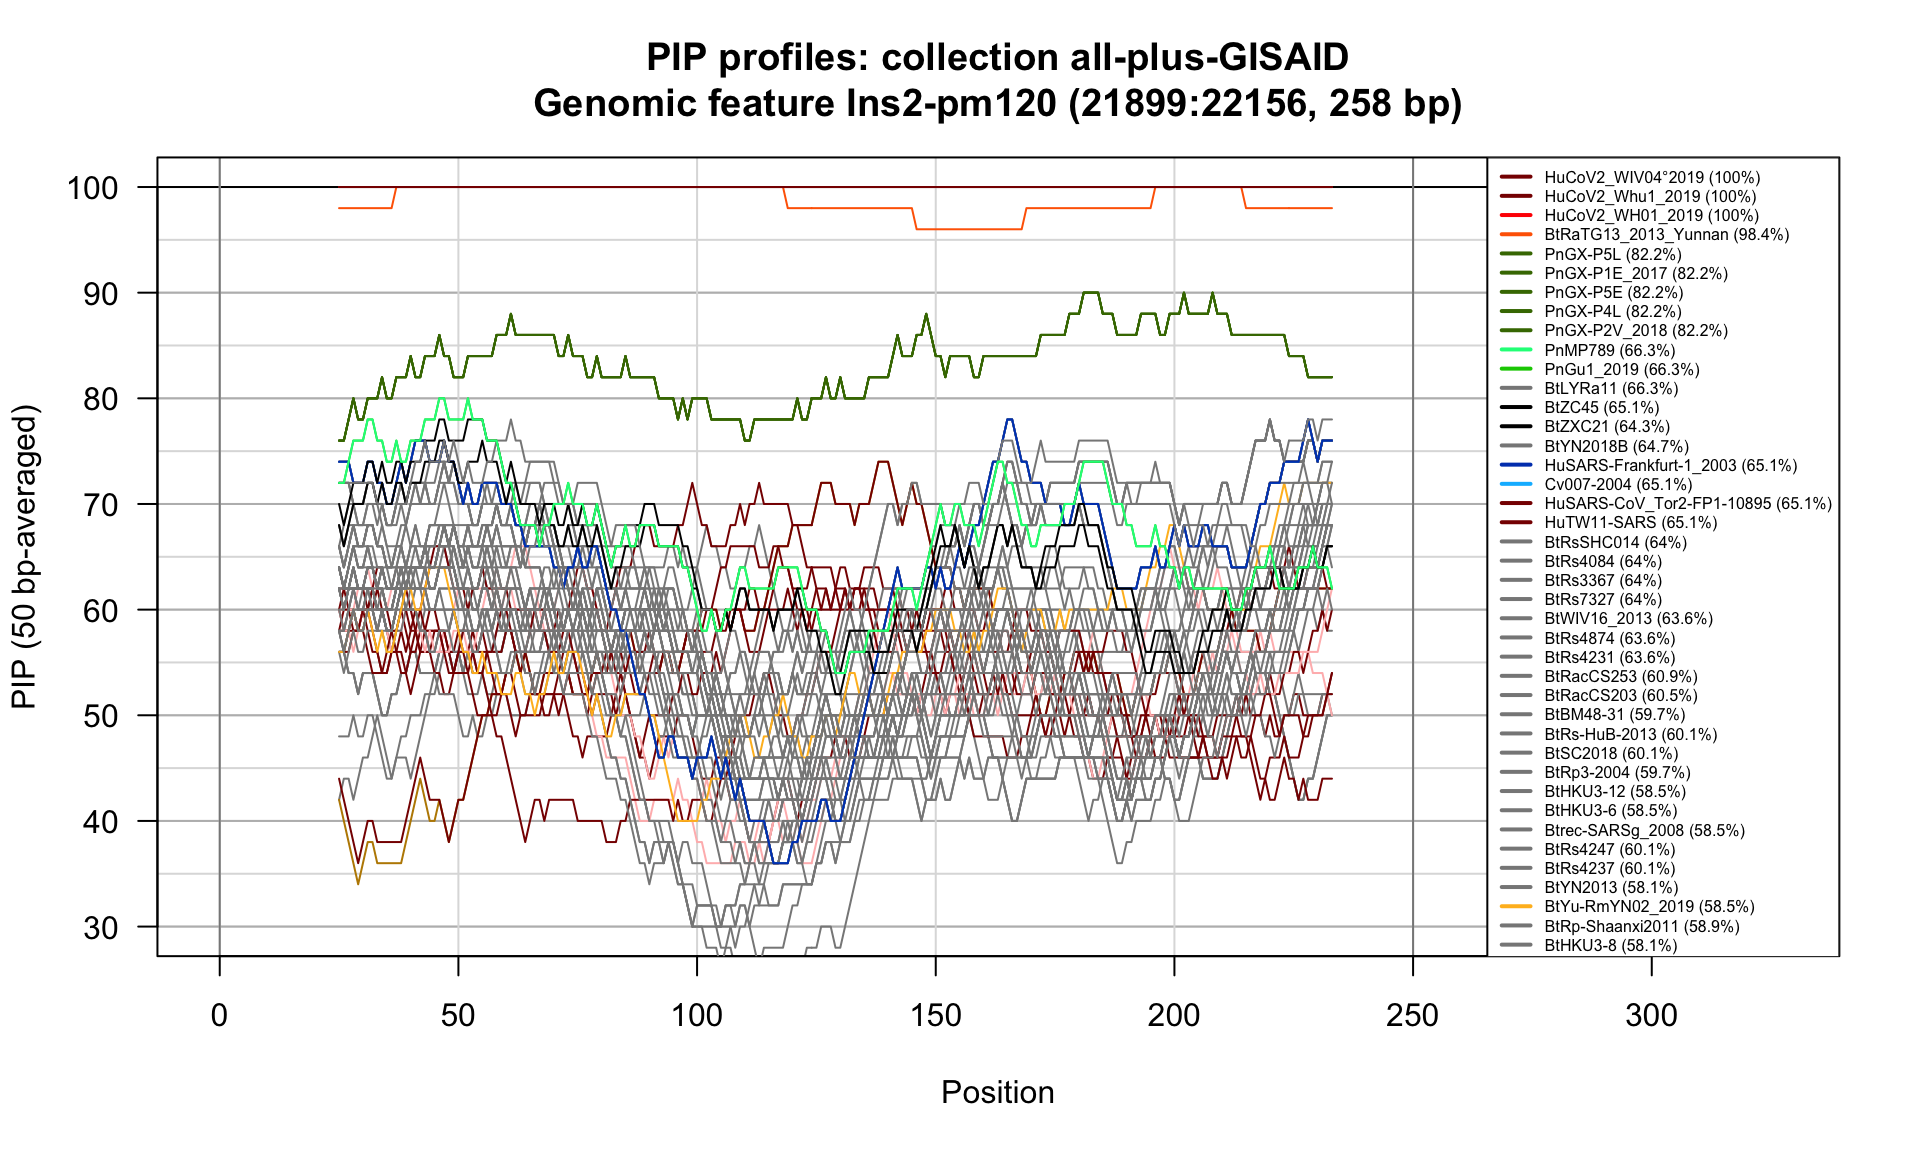 PIP profiles: collection all-plus-GISAID
Genomic feature Ins2-pm120 (21899:22156, 258 bp)
PIP (50 bp-averaged)
100
90
80
70
60
50
40
30
0
50
100
150
200
250
300
Position
HuCoV2_WIV04°2019 (100%)
HuCoV2_Whu1_2019 (100%)
HuCoV2_WH01_2019 (100%)
BtRaTG13_2013_Yunnan (98.4%)
PnGX-P5L (82.2%)
PnGX-P1E_2017 (82.2%)
PnGX-P5E (82.2%)
PnGX-P4L (82.2%)
PnGX-P2V_2018 (82.2%)
PnMP789 (66.3%)
PnGu1_2019 (66.3%)
BtLYRa11 (66.3%)
BtZC45 (65.1%)
BtZXC21 (64.3%)
BtYN2018B (64.7%)
HuSARS-Frankfurt-1_2003 (65.1%)
Cv007-2004 (65.1%)
HuSARS-CoV_Tor2-FP1-10895 (65.1%)
HuTW11-SARS (65.1%)
BtRsSHC014 (64%)
BtRs4084 (64%)
BtRs3367 (64%)
BtRs7327 (64%)
BtWIV16_2013 (63.6%)
BtRs4874 (63.6%)
BtRs4231 (63.6%)
BtRacCS253 (60.9%)
BtRacCS203 (60.5%)
BtBM48-31 (59.7%)
BtRs-HuB-2013 (60.1%)
BtSC2018 (60.1%)
BtRp3-2004 (59.7%)
BtHKU3-12 (58.5%)
BtHKU3-6 (58.5%)
Btrec-SARSg_2008 (58.5%)
BtRs4247 (60.1%)
BtRs4237 (60.1%)
BtYN2013 (58.1%)
BtYu-RmYN02_2019 (58.5%)
BtRp-Shaanxi2011 (58.9%)
BtHKU3-8 (58.1%)